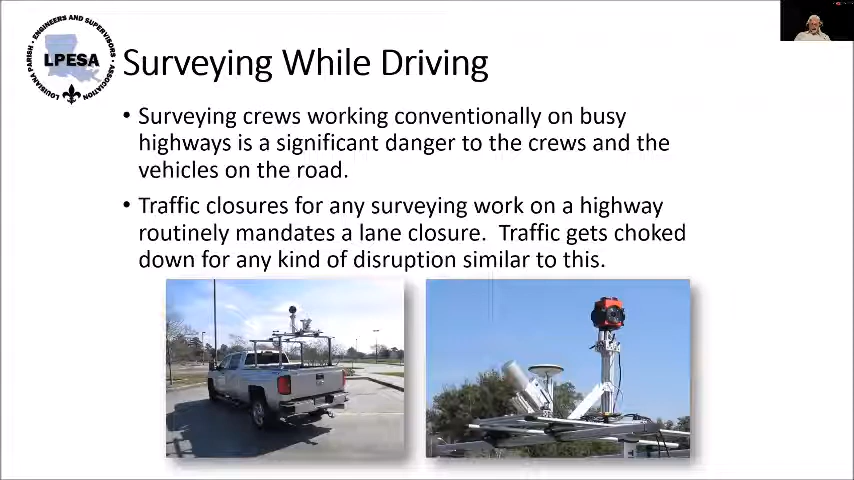 LOUISIANA PARISH - ENGINEERS AND SUPERVISORS
LPESA
ASSOCIATION
Surveying While Driving
• Surveying crews working conventionally on busy
highways is a significant danger to the crews and the
vehicles on the road.
• Traffic closures for any surveying work on a highway
routinely mandates a lane closure.  Traffic gets choked
down for any kind of disruption similar to this.